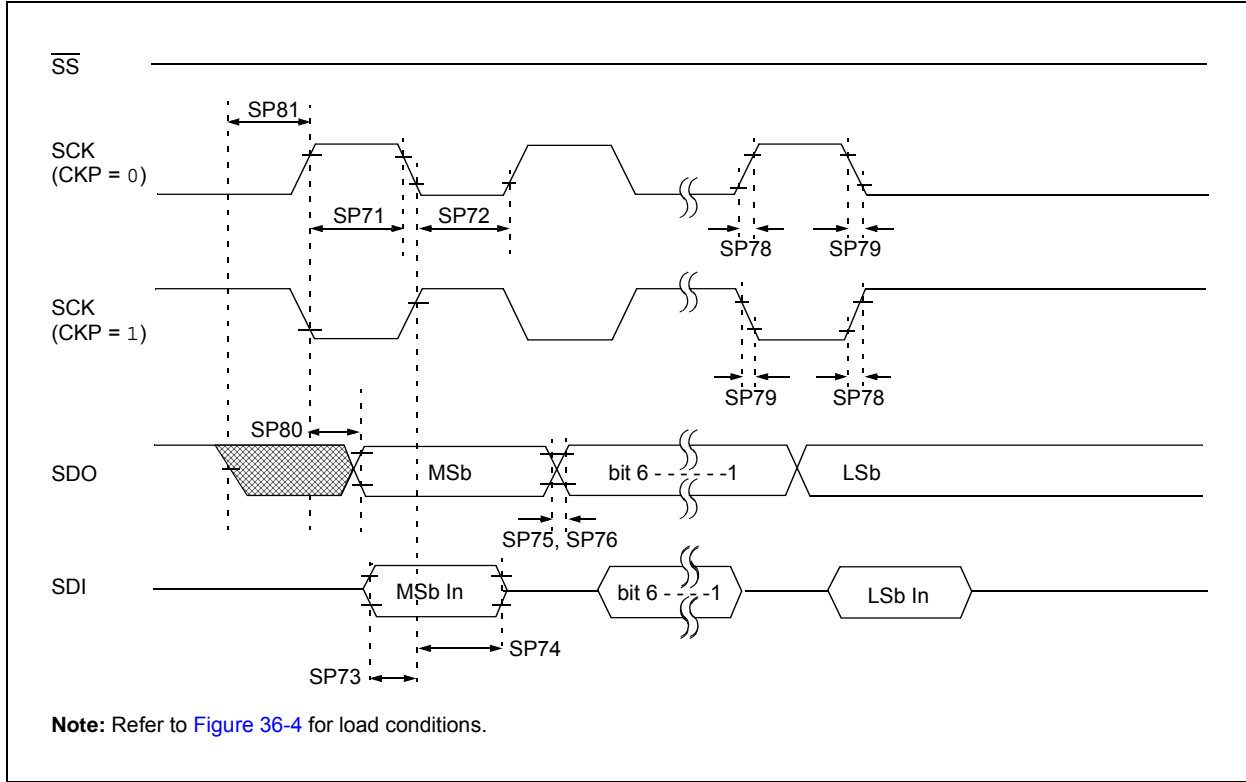 SS
SP81
SCK
(CKP = 0)
SP71
SP72
SP78
SP79
SCK
(CKP = 1)
SP79
SP78
SP80
SDO
MSb
bit 6 - - - - - -1
LSb
SP75, SP76
SDI
MSb In
bit 6 - - - - -1
LSb In
SP74
SP73
Note: Refer to Figure 36-4 for load conditions.